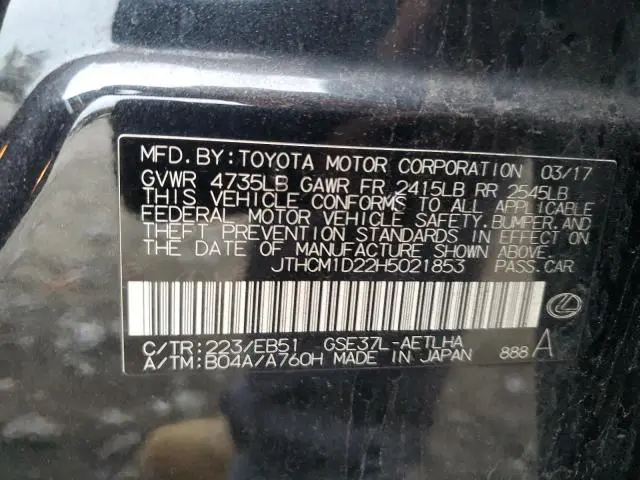 MFD. BY: TOYOTA MOTOR CORPORATION 03/17
GVWR 4735LB GAWR FR 2415LB RR 2545LB
THIS VEHICLE CONFORMS TO ALL APPLICABLE
FEDERAL MOTOR VEHICLE SAFETY, BUMPER, AND
THEFT PREVENTION STANDARDS IN EFFECT ON
THE DATE OF MANUFACTURE SHOWN ABOVE.
JTHCM1D22H5021853 PASS.CAR
C/TR: 223/EB51 GSE37L-AETLHA
A/TM: B04A/A760H MADE IN JAPAN 888 A